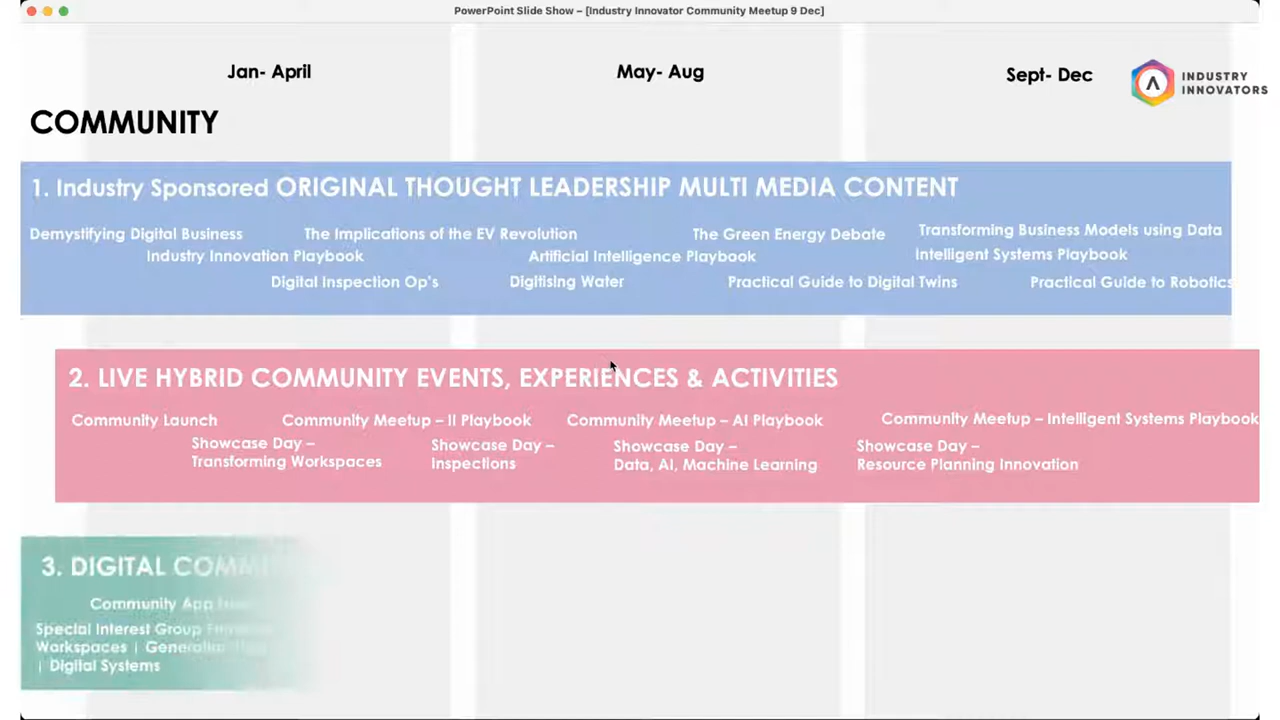 PowerPoint Slide Show – [Industry Innovator Community Meetup 9 Dec]
Jan- April
May- Aug
Sept- Dec
INDUSTRY
INNOVATORS
COMMUNITY
1. Industry Sponsored ORIGINAL THOUGHT LEADERSHIP MULTI MEDIA CONTENT
Demystifying Digital Business
The Implications of the EV Revolution
The Green Energy Debate
Transforming Business Models using Data
Industry Innovation Playbook
Artificial Intelligence Playbook
Intelligent Systems Playbook
Digital Inspection Op's
Digitising Water
Practical Guide to Digital Twins
Practical Guide to Robotics
2. LIVE HYBRID COMMUNITY EVENTS, EXPERIENCES & ACTIVITIES
Community Launch
Community Meetup – II Playbook
Community Meetup – AI Playbook
Community Meetup – Intelligent Systems Playbook
Showcase Day –
Transforming Workspaces
Showcase Day –
Inspections
Showcase Day –
Data, AI, Machine Learning
Showcase Day –
Resource Planning Innovation
3. DIGITAL
Community App
Special Interest Group
Workspaces |
| Digital Systems